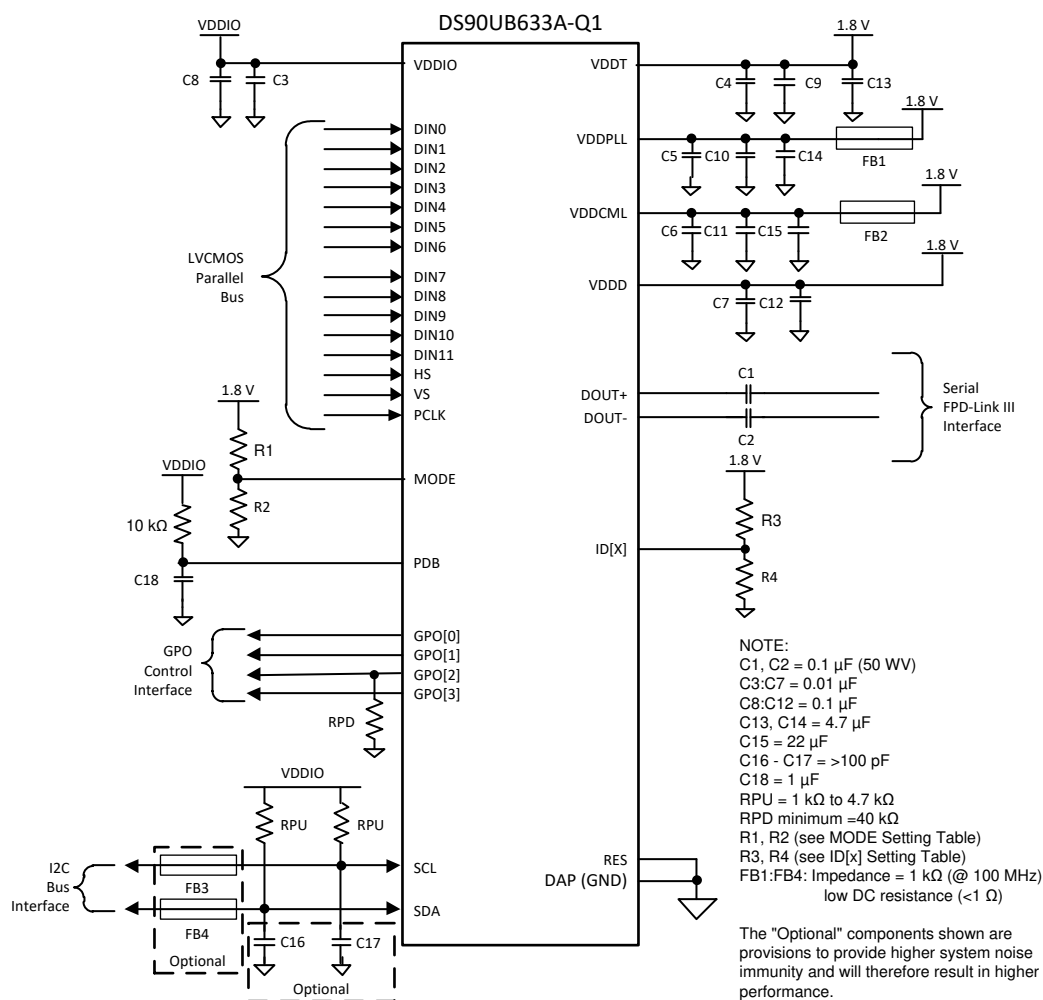 DS90UB633A-Q1
VDDIO
C8
C3
VDDIO
LVCMOS
Parallel
Bus
DIN0
DIN1
DIN2
DIN3
DIN4
DIN5
DIN6
DIN7
DIN8
DIN9
DIN10
DIN11
HS
VS
PCLK
1.8 V
R1
R2
MODE
VDDIO
10 kΩ
C18
PDB
GPO
Control
Interface
GPO[0]
GPO[1]
GPO[2]
GPO[3]
RPD
VDDIO
RPU
RPU
I2C
Bus
Interface
FB3
FB4
Optional
SCL
SDA
C16
C17
Optional
VDDT
1.8 V
C4
C9
C13
VDDPLL
1.8 V
C5
C10
C14
FB1
VDDCML
1.8 V
C6
C11
C15
FB2
VDDD
1.8 V
C7
C12
DOUT+
DOUT-
C1
C2
Serial
FPD-Link III
Interface
1.8 V
R3
R4
ID[X]
RES
DAP (GND)
NOTE:
C1, C2 = 0.1 µF (50 WV)
C3:C7 = 0.01 µF
C8:C12 = 0.1 µF
C13, C14 = 4.7 µF
C15 = 22 µF
C16 - C17 = >100 pF
C18 = 1 µF
RPU = 1 kΩ to 4.7 kΩ
RPD minimum =40 kΩ
R1, R2 (see MODE Setting Table)
R3, R4 (see ID[x] Setting Table)
FB1:FB4: Impedance = 1 kΩ (@ 100 MHz)
low DC resistance (<1 Ω)
The "Optional" components shown are
provisions to provide higher system noise
immunity and will therefore result in higher
performance.